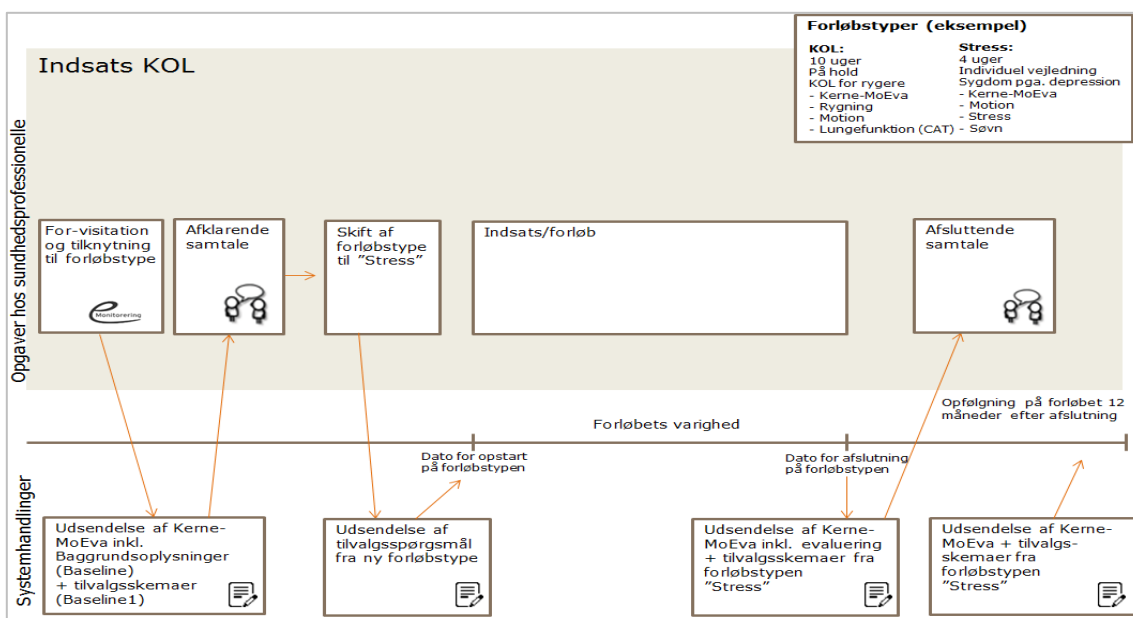 Forløbstyper (eksempel)
KOL:
10 uger
På hold
KOL for rygere
- Kerne-MoEva
- Rygning
- Motion
- Lungefunktion (CAT)
Stress:
4 uger
Individuel vejledning
Sygdom pga. depression
- Kerne-MoEva
- Motion
- Stress
- Søvn
Indsats KOL
Opgaver hos sundhedsprofessionelle
For-visitation
og tilknytning
til forløbstype
eMonitorering
Afklarende
samtale
Skift af
forløbstype
til ”Stress”
Indsats/forløb
Afsluttende
samtale
Opfølgning på forløbet 12
måneder efter afslutning
Forløbets varighed
Dato for opstart
på forløbstypen
Dato for afslutning
på forløbstypen
Systemhandlinger
Udsendelse af Kerne-
MoEva inkl.
Baggrundsoplysninger
(Baseline)
+ tilvalgsskemaer
(Baseline1)
Udsendelse af
tilvalgsspørgsmål
fra ny forløbstype
Udsendelse af Kerne-
MoEva inkl. evaluering
+ tilvalgsskemaer fra
forløbstypen
”Stress”
Udsendelse af Kerne-
MoEva + tilvalgs-
skemaer fra
forløbstypen
”Stress”